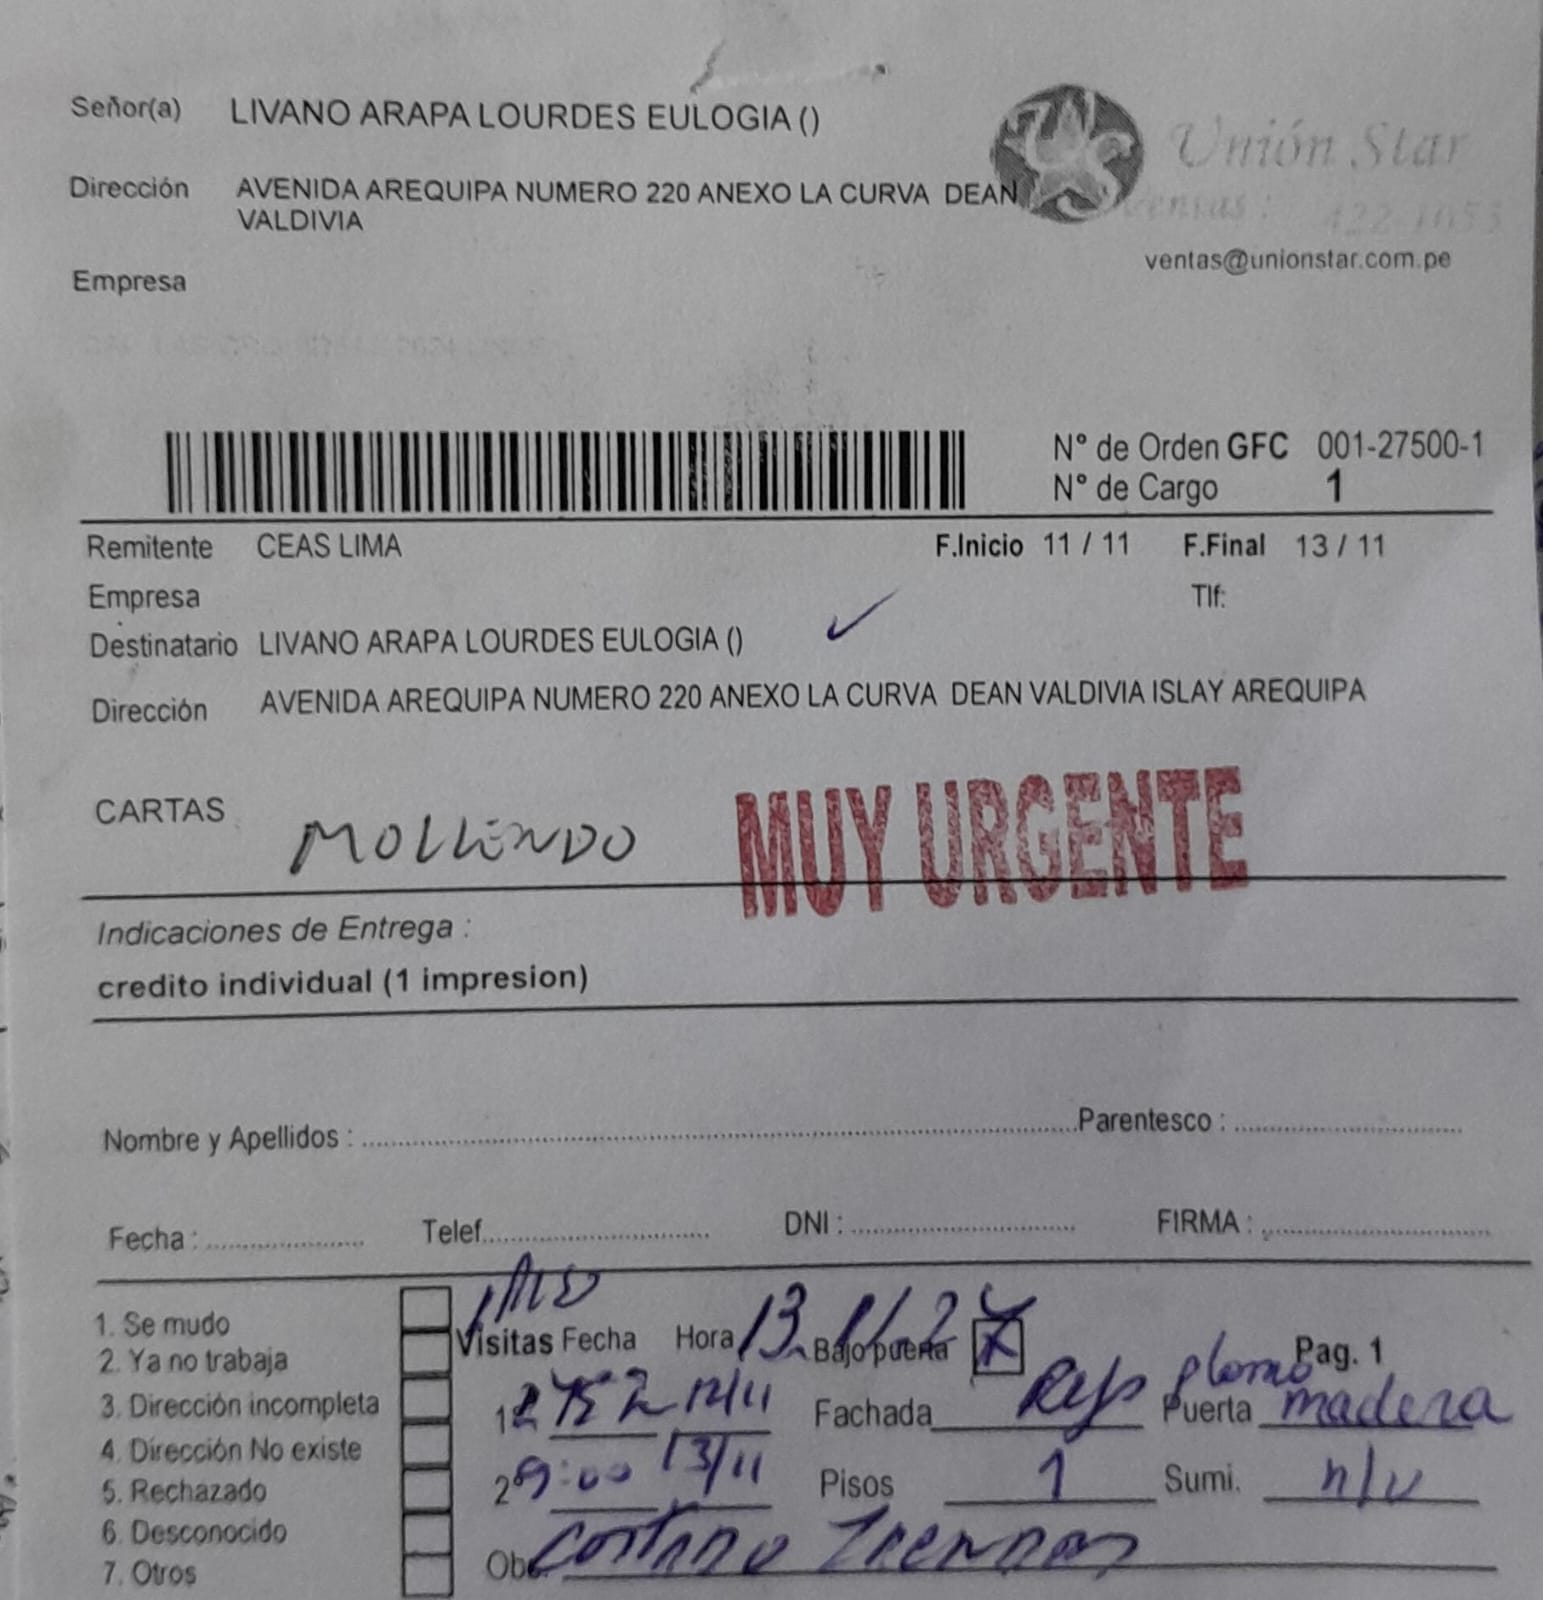 Señor(a) LIVANO ARAPA LOURDES EULOGIA ()
Unión Star
Dirección AVENIDA AREQUIPA NUMERO 220 ANEXO LA CURVA DEAN
VALDIVIA
ventas@unionstar.com.pe
Empresa
N° de Orden GFC 001-27500-1
N° de Cargo 1
Remitente CEAS LIMA F.Inicio 11 / 11 F.Final 13 / 11
Empresa Tlf:
Destinatario LIVANO ARAPA LOURDES EULOGIA ()
Dirección AVENIDA AREQUIPA NUMERO 220 ANEXO LA CURVA DEAN VALDIVIA ISLAY AREQUIPA
CARTAS MOLLENDO MUY URGENTE
Indicaciones de Entrega :
credito individual (1 impresion)
Nombre y Apellidos : Parentesco :
Fecha : Telef. DNI : FIRMA :
1. Se mudo
Visitas Fecha Hora Bajo puerta Pag. 1
2. Ya no trabaja
3. Dirección incompleta 1 12/11 Fachada Puerta madera
4. Dirección No existe
5. Rechazado 2 9:00 13/11 Pisos 1 Sumi.
6. Desconocido
7. Otros Obs.